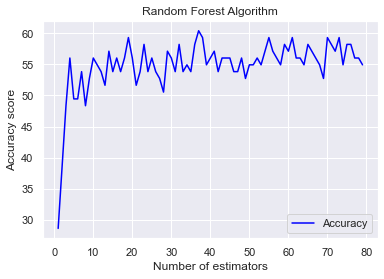 Random Forest Algorithm
Accuracy score
60
55
50
45
40
35
30
Accuracy
0 10 20 30 40 50 60 70 80
Number of estimators